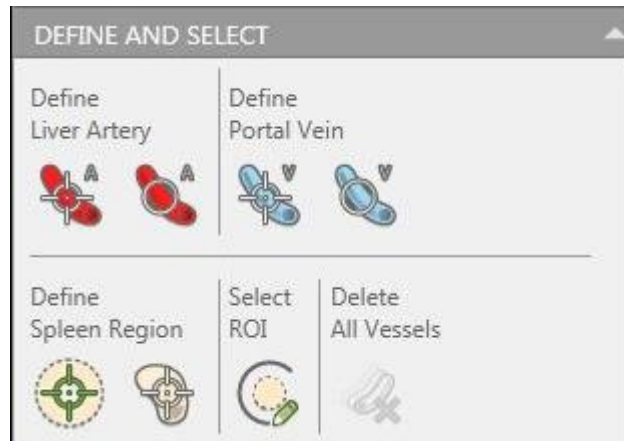 DEFINE AND SELECT
Define
Liver Artery
A
A
Define
Portal Vein
V
V
Define
Spleen Region
Select
ROI
Delete
All Vessels